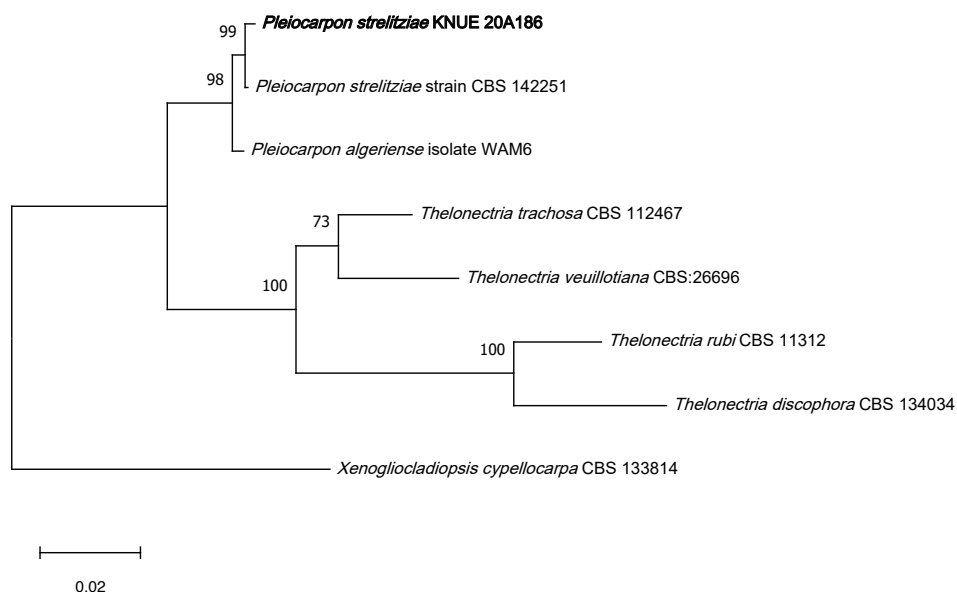 99
Pleiocarpon strelitziae KNUE 20A186
98
Pleiocarpon strelitziae strain CBS 142251
Pleiocarpon algeriense isolate WAM6
73
Thelonectria trachosa CBS 112467
100
Thelonectria veuillotiana CBS:26696
100
Thelonectria rubi CBS 11312
Thelonectria discophora CBS 134034
Xenogliocladiopsis cypellocarpa CBS 133814
0.02